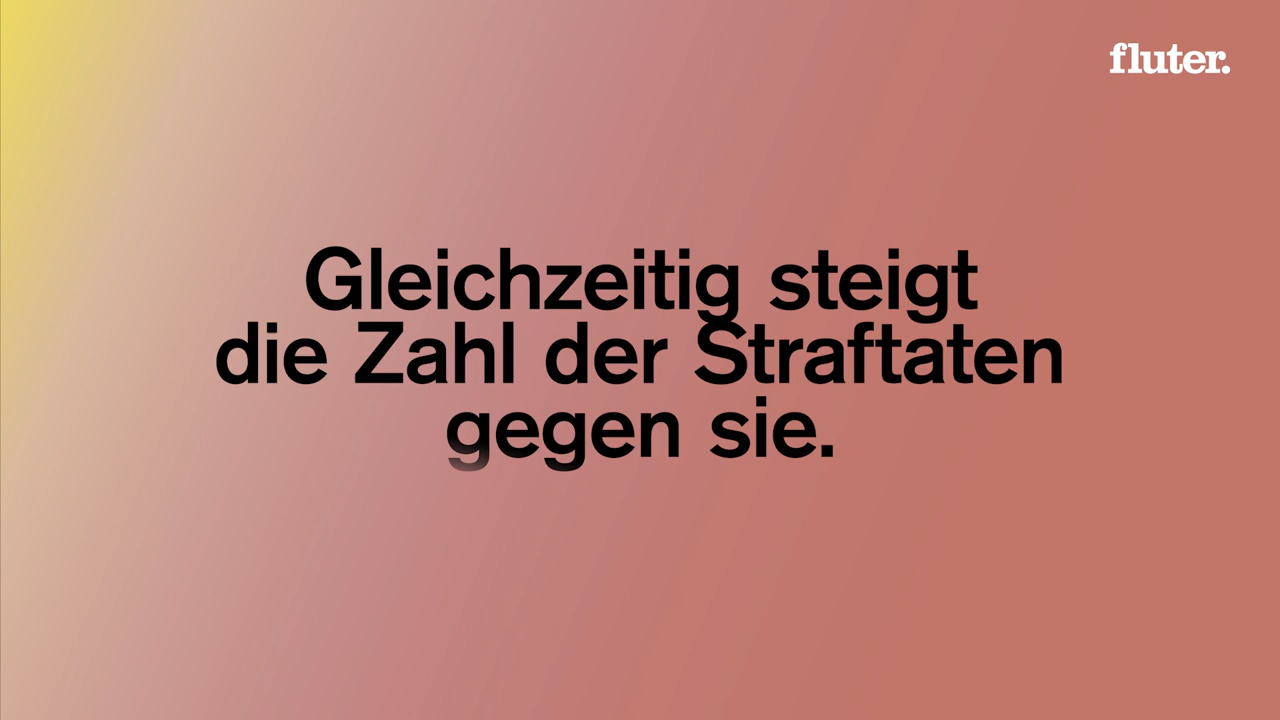 fluter.
Gleichzeitig steigt
die Zahl der Straftaten
gegen sie.